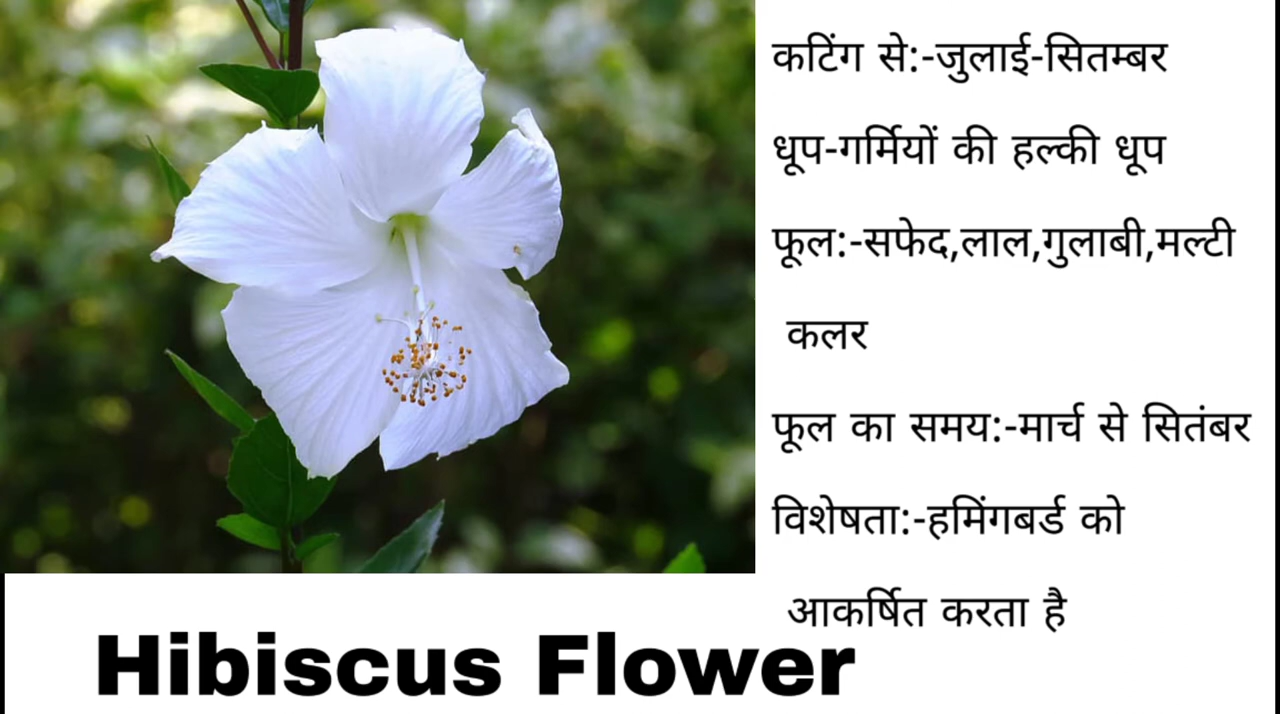 कटिंग से:-जुलाई-सितम्बर
धूप-गर्मियों की हल्की धूप
फूल:-सफेद,लाल,गुलाबी,मल्टी
कलर
फूल का समय:-मार्च से सितंबर
विशेषता:-हमिंगबर्ड को
आकर्षित करता है
Hibiscus Flower